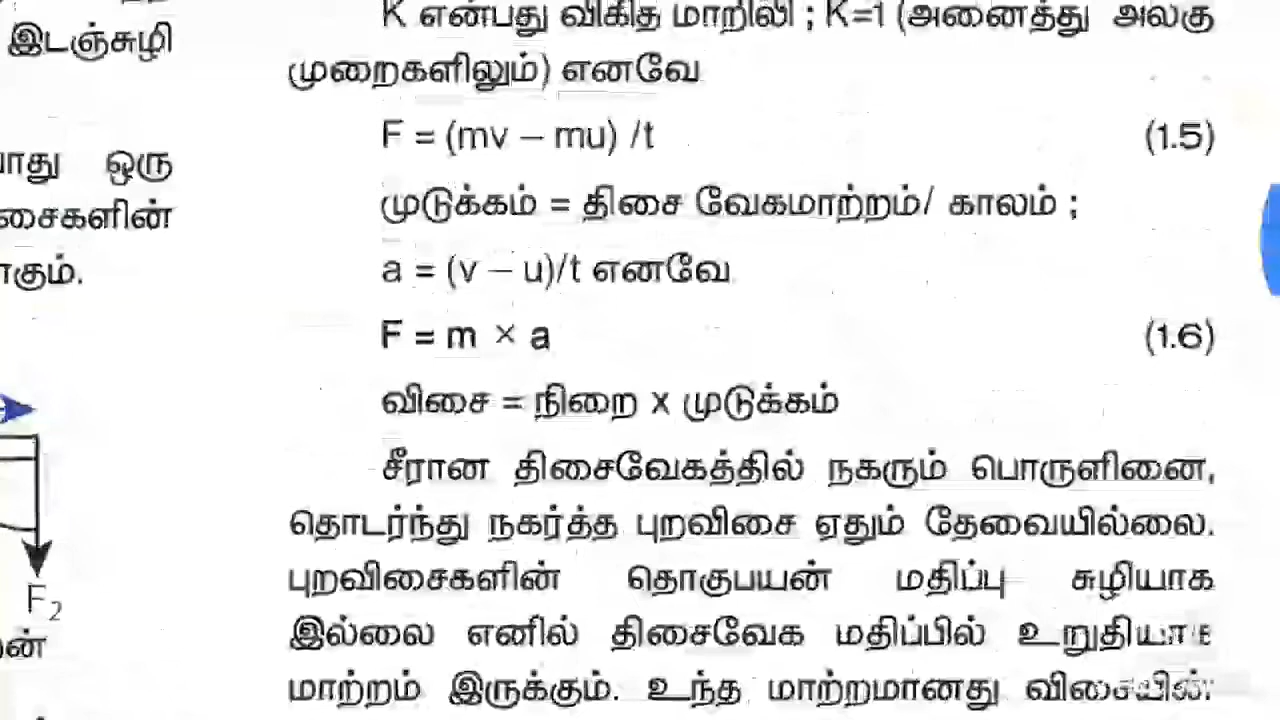 இடஞ்சுழி
ஒரு
F₂
K என்பது விகித மாறிலி ; K=1 (அனைத்து அலகு
முறைகளிலும்) எனவே
F = (mv – mu) /t (1.5)
முடுக்கம் = திசை வேகமாற்றம்/ காலம் ;
a = (v – u)/t எனவே
F = m × a (1.6)
விசை = நிறை x முடுக்கம்
சீரான திசைவேகத்தில் நகரும் பொருளினை,
தொடர்ந்து நகர்த்த புறவிசை ஏதும் தேவையில்லை.
புறவிசைகளின் தொகுபயன் மதிப்பு சுழியாக
இல்லை எனில் திசைவேக மதிப்பில்
மாற்றம் இருக்கும். உந்த மாற்றமானது விசையின்